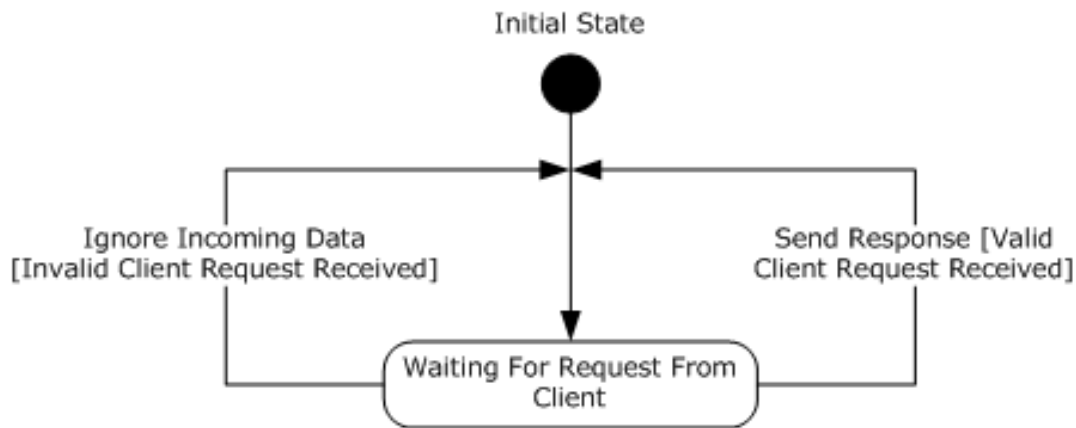 Initial State
Ignore Incoming Data
[Invalid Client Request Received]
Send Response [Valid
Client Request Received]
Waiting For Request From
Client